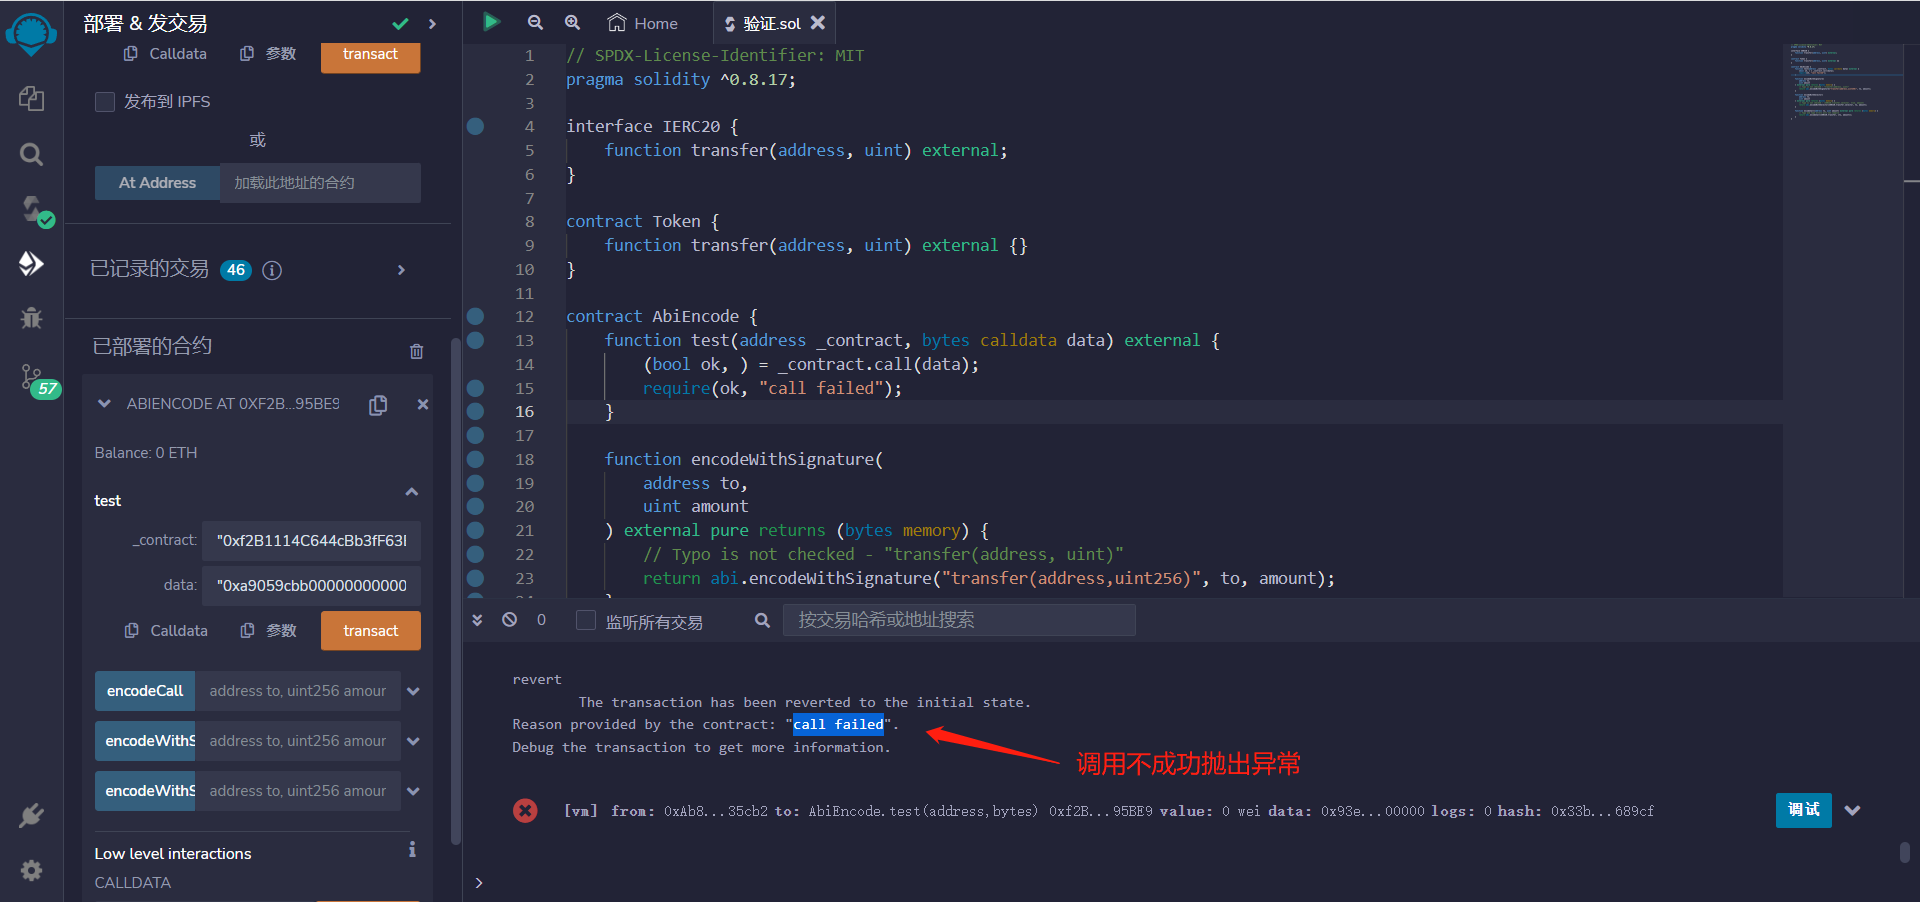 部署 & 发交易
Calldata 参数 transact
发布到 IPFS
或
At Address 加载此地址的合约
已记录的交易 46
已部署的合约
57
ABIENCODE AT 0XF2B...95BE9
Balance: 0 ETH
test
_contract: "0xf2B1114C644cBb3fF63I
data: "0xa9059cbb00000000000
Calldata 参数 transact
encodeCall address to, uint256 amour
encodeWithS address to, uint256 amour
encodeWithS address to, uint256 amour
Low level interactions
CALLDATA
Home 验证.sol
1 // SPDX-License-Identifier: MIT
2 pragma solidity ^0.8.17;
3
4 interface IERC20 {
5 function transfer(address, uint) external;
6 }
7
8 contract Token {
9 function transfer(address, uint) external {}
10 }
11
12 contract AbiEncode {
13 function test(address _contract, bytes calldata data) external {
14 (bool ok, ) = _contract.call(data);
15 require(ok, "call failed");
16 }
17
18 function encodeWithSignature(
19 address to,
20 uint amount
21 ) external pure returns (bytes memory) {
22 // Typo is not checked - "transfer(address, uint)"
23 return abi.encodeWithSignature("transfer(address,uint256)", to, amount);
0 监听所有交易 按交易哈希或地址搜索
revert
The transaction has been reverted to the initial state.
Reason provided by the contract: "call failed".
Debug the transaction to get more information.
调用不成功抛出异常
[vm] from: 0xAb8...35cb2 to: AbiEncode.test(address,bytes) 0xf2B...95BE9 value: 0 wei data: 0x93e...00000 logs: 0 hash: 0x33b...689cf 调试
>